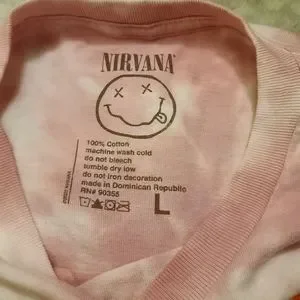 NIRVANA
100% Cotton
machine wash cold
do not bleach
tumble dry low
do not iron decoration
made in Dominican Republic
RN# 90355
L